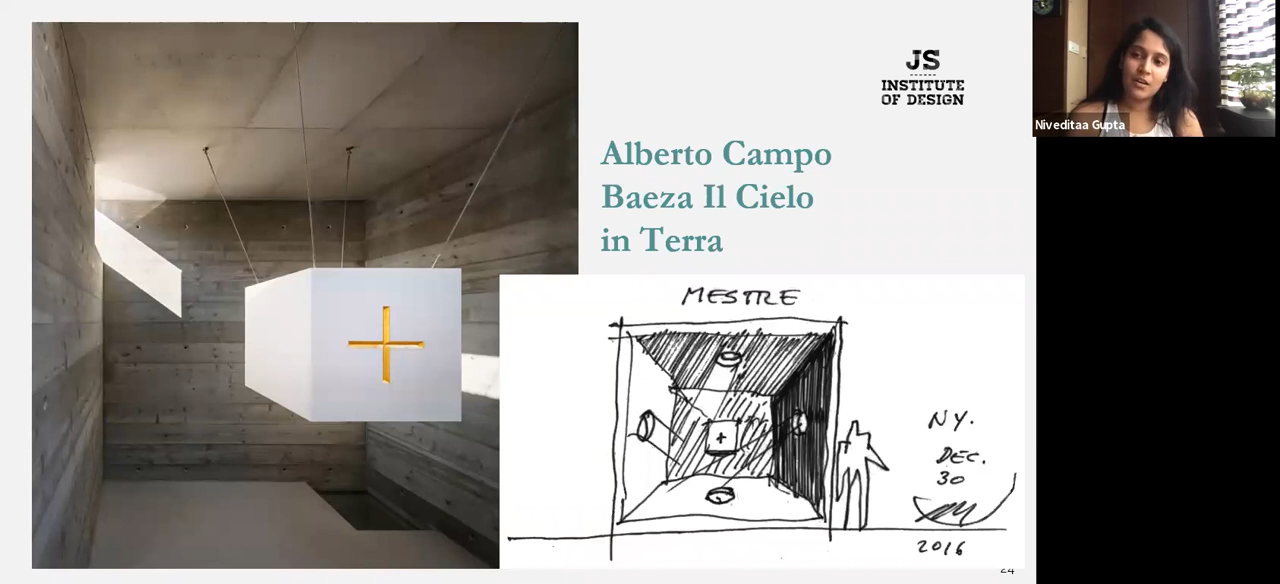 JS
INSTITUTE
OF DESIGN
Niveditaa Gupta
Alberto Campo
Baeza Il Cielo
in Terra
MESTRE
NY.
DEC.
30
2016
24